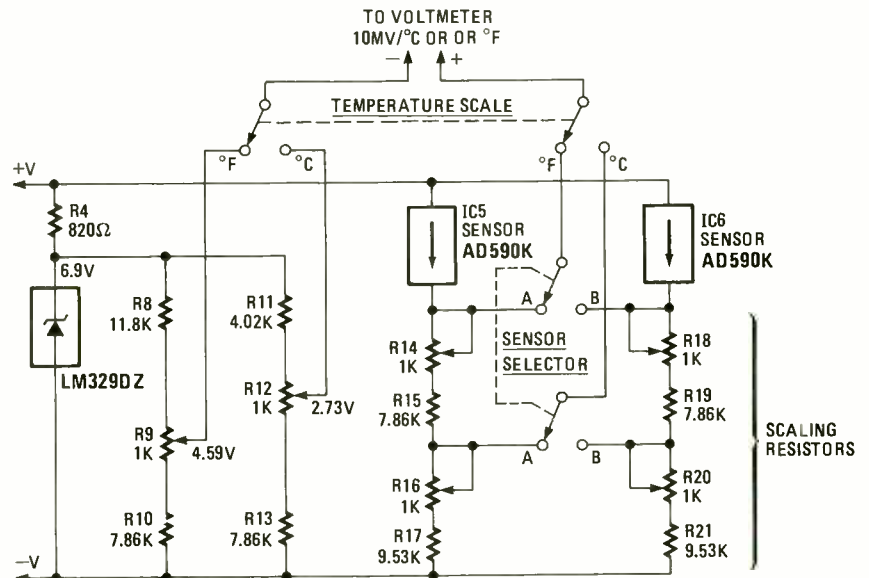 TO VOLTMETER
10MV/°C OR OR °F
− +
TEMPERATURE SCALE
°F °C
°F °C
+V
R4
820Ω
6.9V
LM329DZ
R8
11.8K
R9
1K
4.59V
R10
7.86K
R11
4.02K
R12
1K
2.73V
R13
7.86K
IC5
SENSOR
AD590K
IC6
SENSOR
AD590K
A B
SENSOR
SELECTOR
A B
R14
1K
R15
7.86K
R16
1K
R17
9.53K
R18
1K
R19
7.86K
R20
1K
R21
9.53K
SCALING
RESISTORS
−V